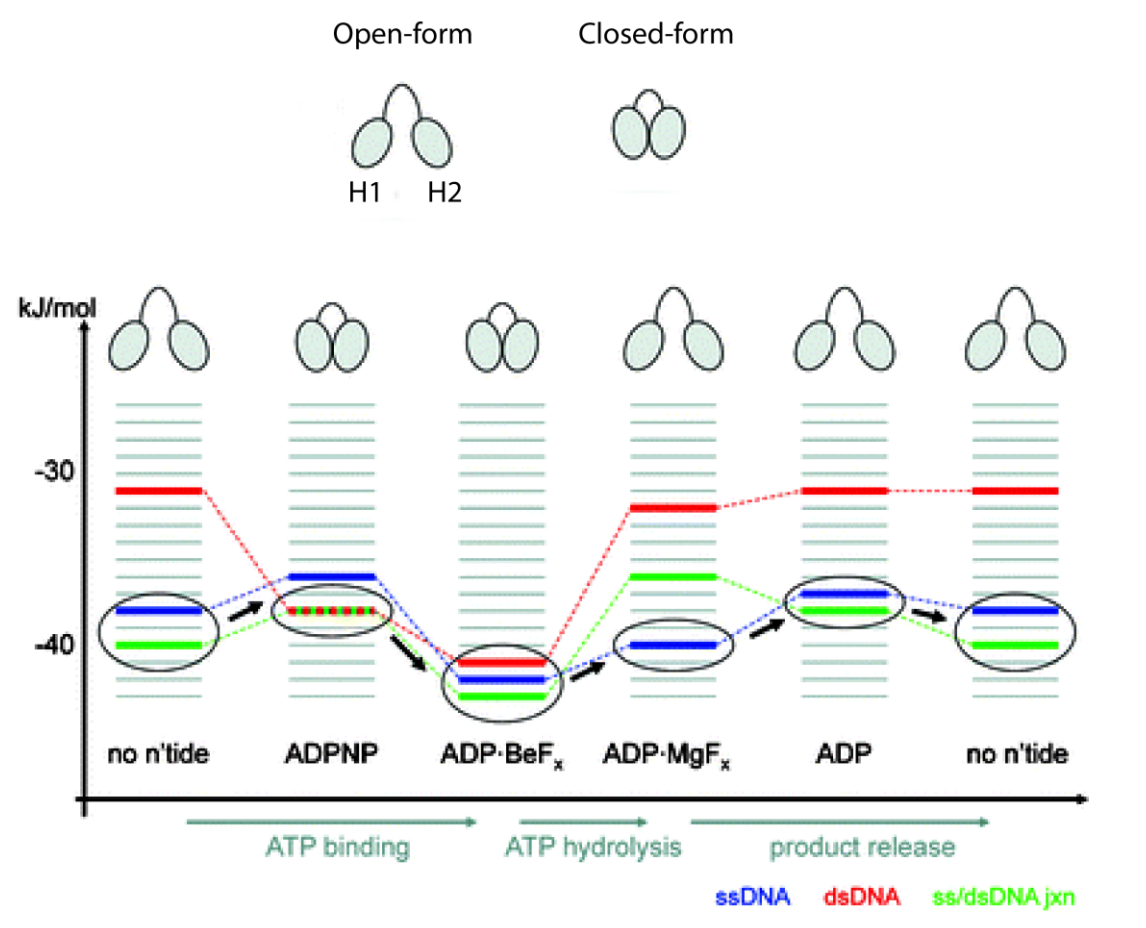 Open-form Closed-form
H1 H2
kJ/mol
-30
-40
no n'tide ADPNP ADP·BeFx ADP·MgFx ADP no n'tide
ATP binding ATP hydrolysis product release
ssDNA dsDNA ss/dsDNA jxn